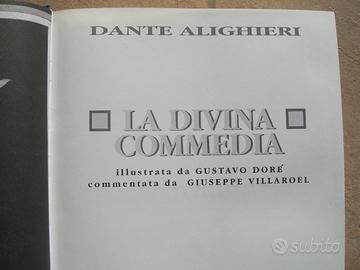 DANTE ALIGHIERI
LA DIVINA
COMMEDIA
illustrata da GUSTAVO DORÉ
commentata da GIUSEPPE VILLAROEL
subito